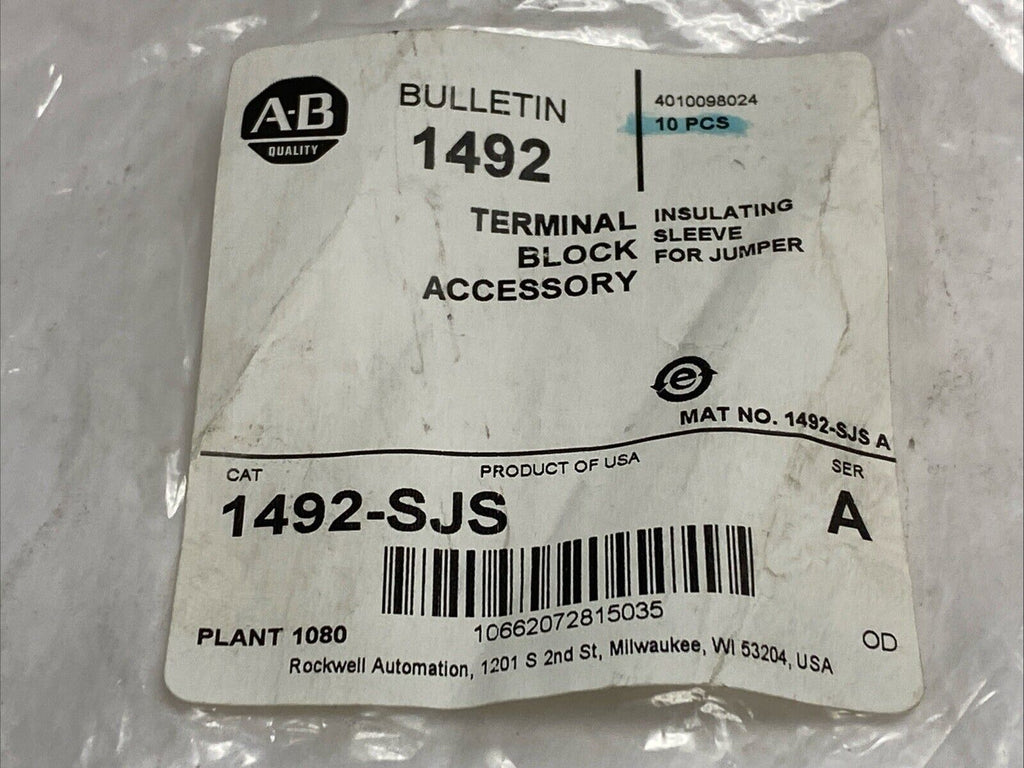 A-B
QUALITY
BULLETIN
1492
4010098024
10 PCS
TERMINAL
BLOCK
ACCESSORY
INSULATING
SLEEVE
FOR JUMPER
e
MAT NO. 1492-SJS A
CAT
PRODUCT OF USA
SER
1492-SJS
A
10662072815035
PLANT 1080
OD
Rockwell Automation, 1201 S 2nd St, Milwaukee, WI 53204, USA